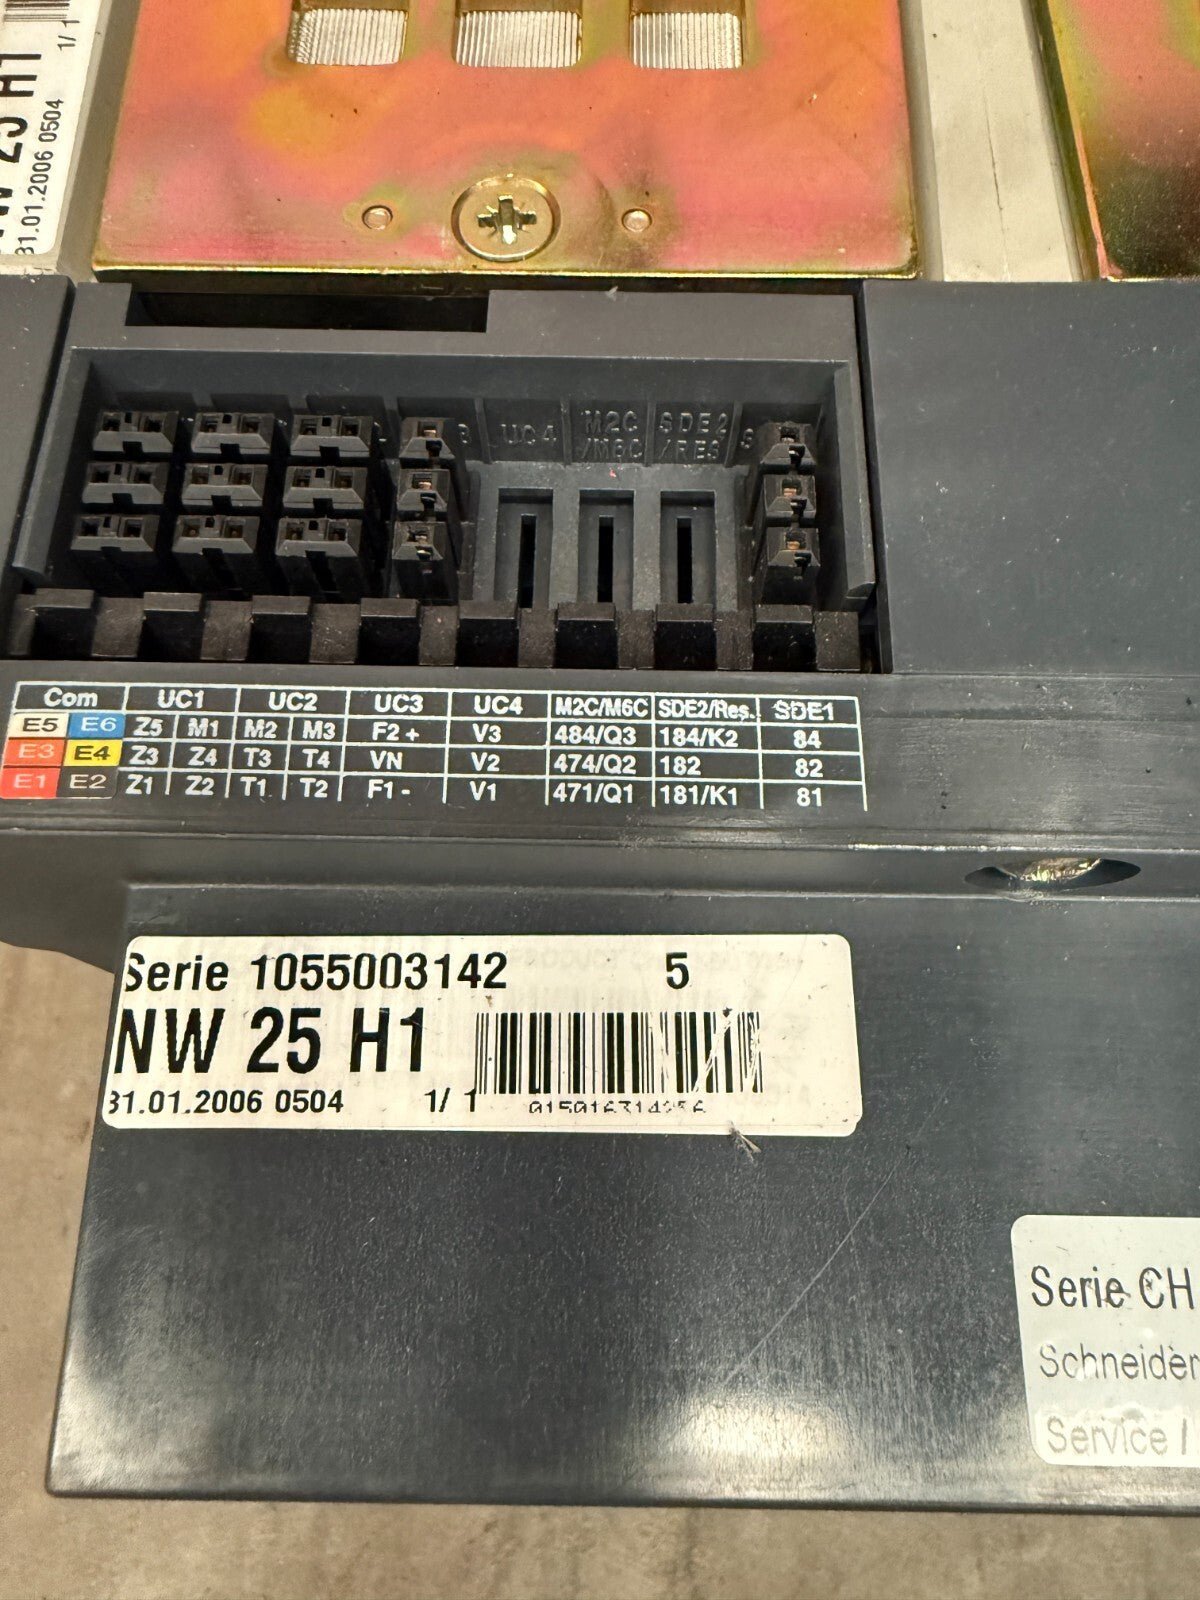 1/ 1
NW 25 H1
31.01.2006 0504
UC4 M2C SDE2
/M6C /RES
Com UC1 UC2 UC3 UC4 M2C/M6C SDE2/Res. SDE1
E5 E6 Z5 M1 M2 M3 F2+ V3 484/Q3 184/K2 84
E3 E4 Z3 Z4 T3 T4 VN V2 474/Q2 182 82
E1 E2 Z1 Z2 T1 T2 F1- V1 471/Q1 181/K1 81
Serie 1055003142 5
NW 25 H1
31.01.2006 0504 1/ 1
Serie CH
Schneider
Service